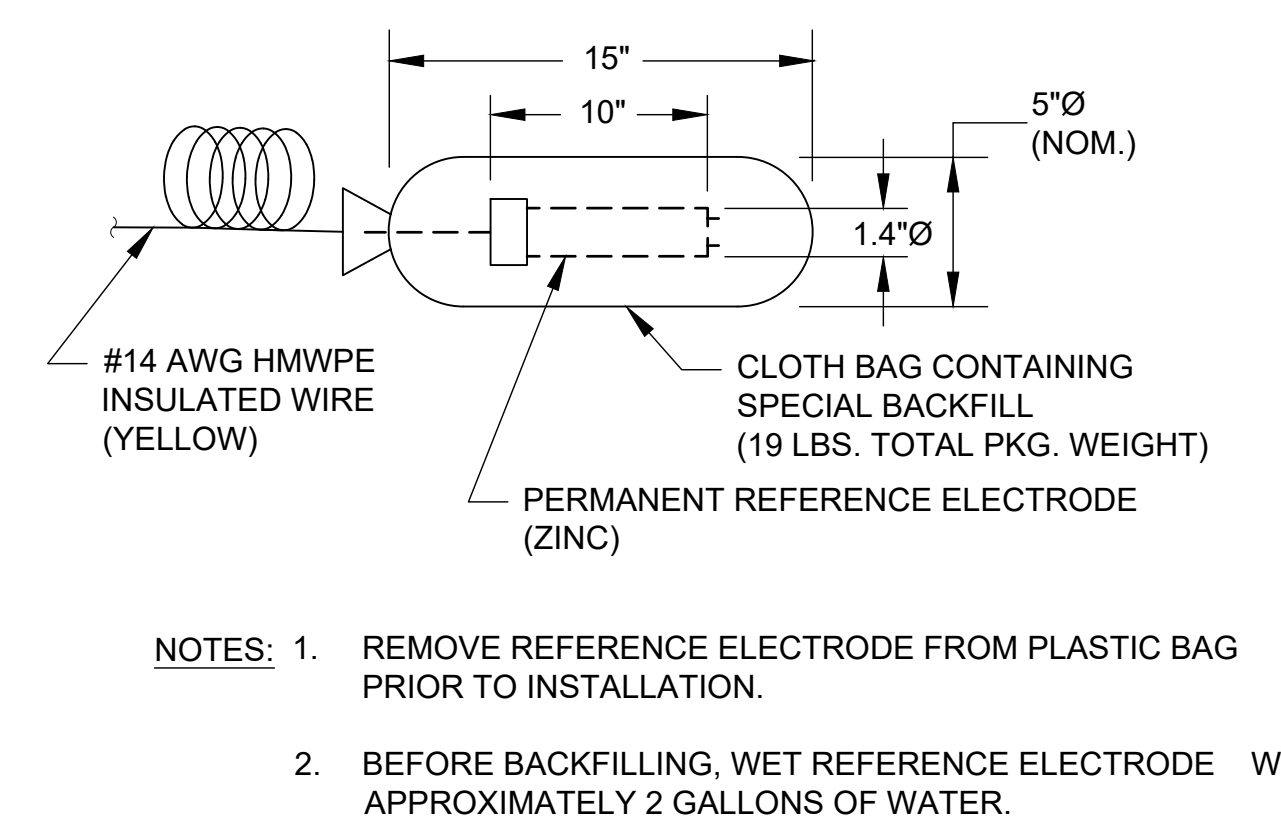 15"
10"
5"Ø
(NOM.)
1.4"Ø
#14 AWG HMWPE
INSULATED WIRE
(YELLOW)
CLOTH BAG CONTAINING
SPECIAL BACKFILL
(19 LBS. TOTAL PKG. WEIGHT)
PERMANENT REFERENCE ELECTRODE
(ZINC)
NOTES: 1. REMOVE REFERENCE ELECTRODE FROM PLASTIC BAG
PRIOR TO INSTALLATION.
2. BEFORE BACKFILLING, WET REFERENCE ELECTRODE W
APPROXIMATELY 2 GALLONS OF WATER.